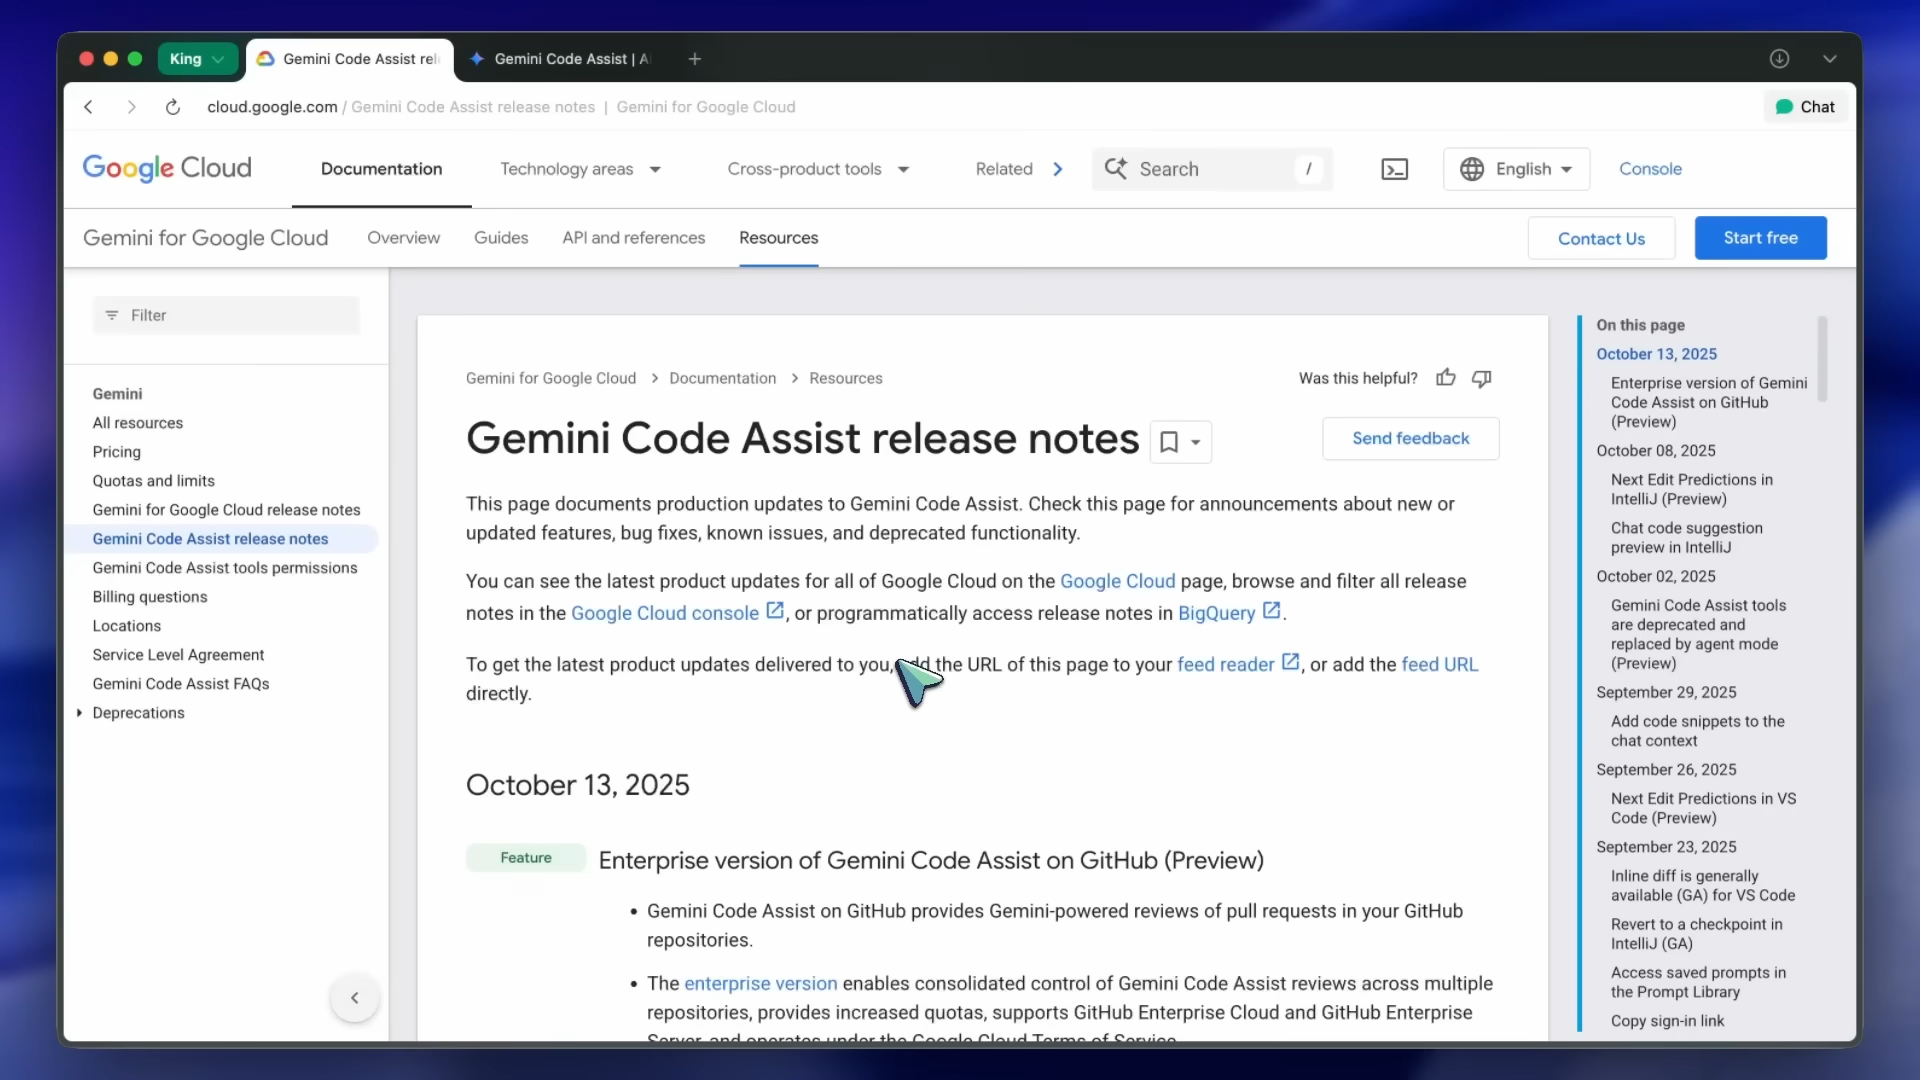 King
Gemini Code Assist rel
Gemini Code Assist | A
cloud.google.com / Gemini Code Assist release notes | Gemini for Google Cloud
Chat
Google Cloud
Documentation
Technology areas
Cross-product tools
Related
Search
/
English
Console
Gemini for Google Cloud
Overview
Guides
API and references
Resources
Contact Us
Start free
Filter
Gemini
All resources
Pricing
Quotas and limits
Gemini for Google Cloud release notes
Gemini Code Assist release notes
Gemini Code Assist tools permissions
Billing questions
Locations
Service Level Agreement
Gemini Code Assist FAQs
Deprecations
Gemini for Google Cloud > Documentation > Resources
Was this helpful?
Gemini Code Assist release notes
Send feedback
This page documents production updates to Gemini Code Assist. Check this page for announcements about new or
updated features, bug fixes, known issues, and deprecated functionality.
You can see the latest product updates for all of Google Cloud on the Google Cloud page, browse and filter all release
notes in the Google Cloud console, or programmatically access release notes in BigQuery.
To get the latest product updates delivered to you, add the URL of this page to your feed reader, or add the feed URL
directly.
October 13, 2025
Feature
Enterprise version of Gemini Code Assist on GitHub (Preview)
• Gemini Code Assist on GitHub provides Gemini-powered reviews of pull requests in your GitHub
repositories.
• The enterprise version enables consolidated control of Gemini Code Assist reviews across multiple
repositories, provides increased quotas, supports GitHub Enterprise Cloud and GitHub Enterprise
Server, and operates under the Google Cloud Terms of Service.
On this page
October 13, 2025
Enterprise version of Gemini
Code Assist on GitHub
(Preview)
October 08, 2025
Next Edit Predictions in
IntelliJ (Preview)
Chat code suggestion
preview in IntelliJ
October 02, 2025
Gemini Code Assist tools
are deprecated and
replaced by agent mode
(Preview)
September 29, 2025
Add code snippets to the
chat context
September 26, 2025
Next Edit Predictions in VS
Code (Preview)
September 23, 2025
Inline diff is generally
available (GA) for VS Code
Revert to a checkpoint in
IntelliJ (GA)
Access saved prompts in
the Prompt Library
Copy sign-in link